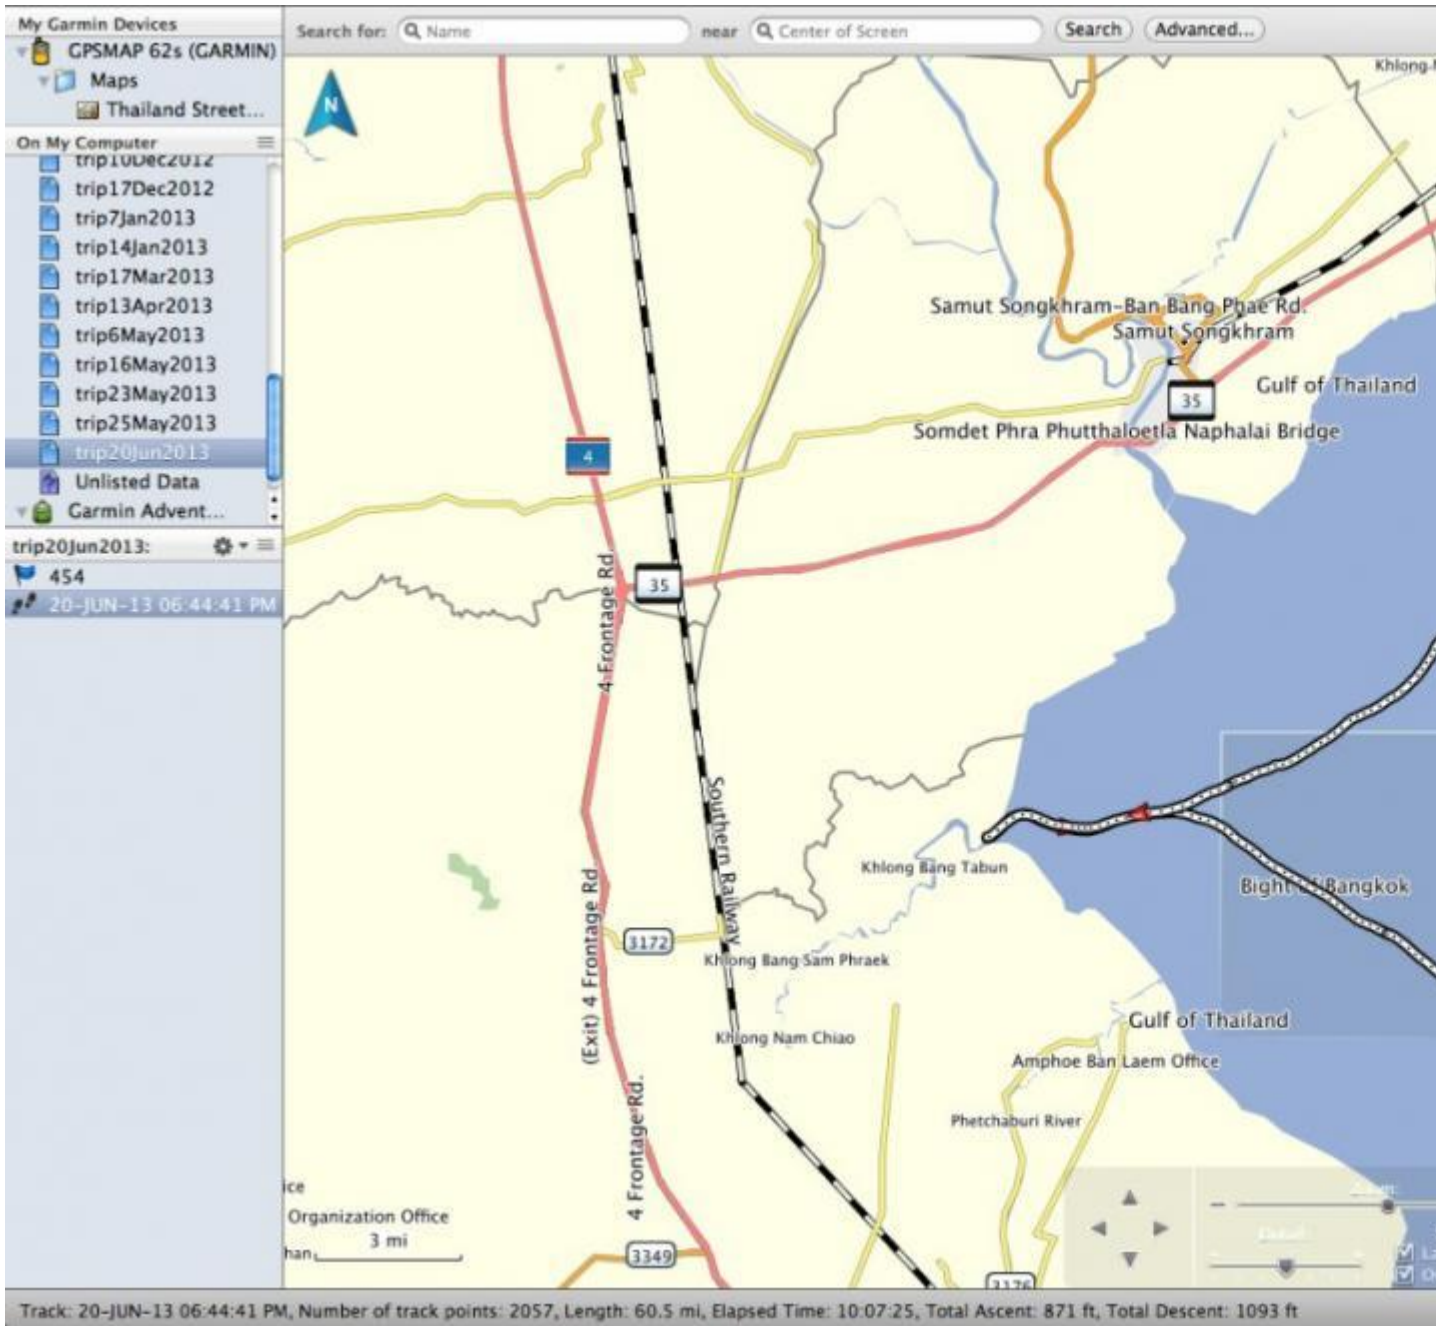 My Garmin Devices
GPSMAP 62s (GARMIN)
Maps
Thailand Street...
On My Computer
trip10Dec2012
trip17Dec2012
trip7Jan2013
trip14Jan2013
trip17Mar2013
trip13Apr2013
trip6May2013
trip16May2013
trip23May2013
trip25May2013
trip20Jun2013
Unlisted Data
Garmin Advent...
trip20Jun2013:
454
20-JUN-13 06:44:41 PM
Search for: Name near Center of Screen Search Advanced...
N
Khlong
Samut Songkhram-Ban Bang Phae Rd.
Samut Songkhram
Gulf of Thailand
35
Somdet Phra Phutthaloetla Naphalai Bridge
4
35
4 Frontage Rd.
Southern Railway
Khlong Bang Tabun
Bight of Bangkok
(Exit) 4 Frontage Rd.
3172
Khlong Bang Sam Phraek
Gulf of Thailand
Khlong Nam Chiao
Amphoe Ban Laem Office
4 Frontage Rd.
Phetchaburi River
ice
Organization Office
3 mi
han
3349
3176
Track: 20-JUN-13 06:44:41 PM, Number of track points: 2057, Length: 60.5 mi, Elapsed Time: 10:07:25, Total Ascent: 871 ft, Total Descent: 1093 ft